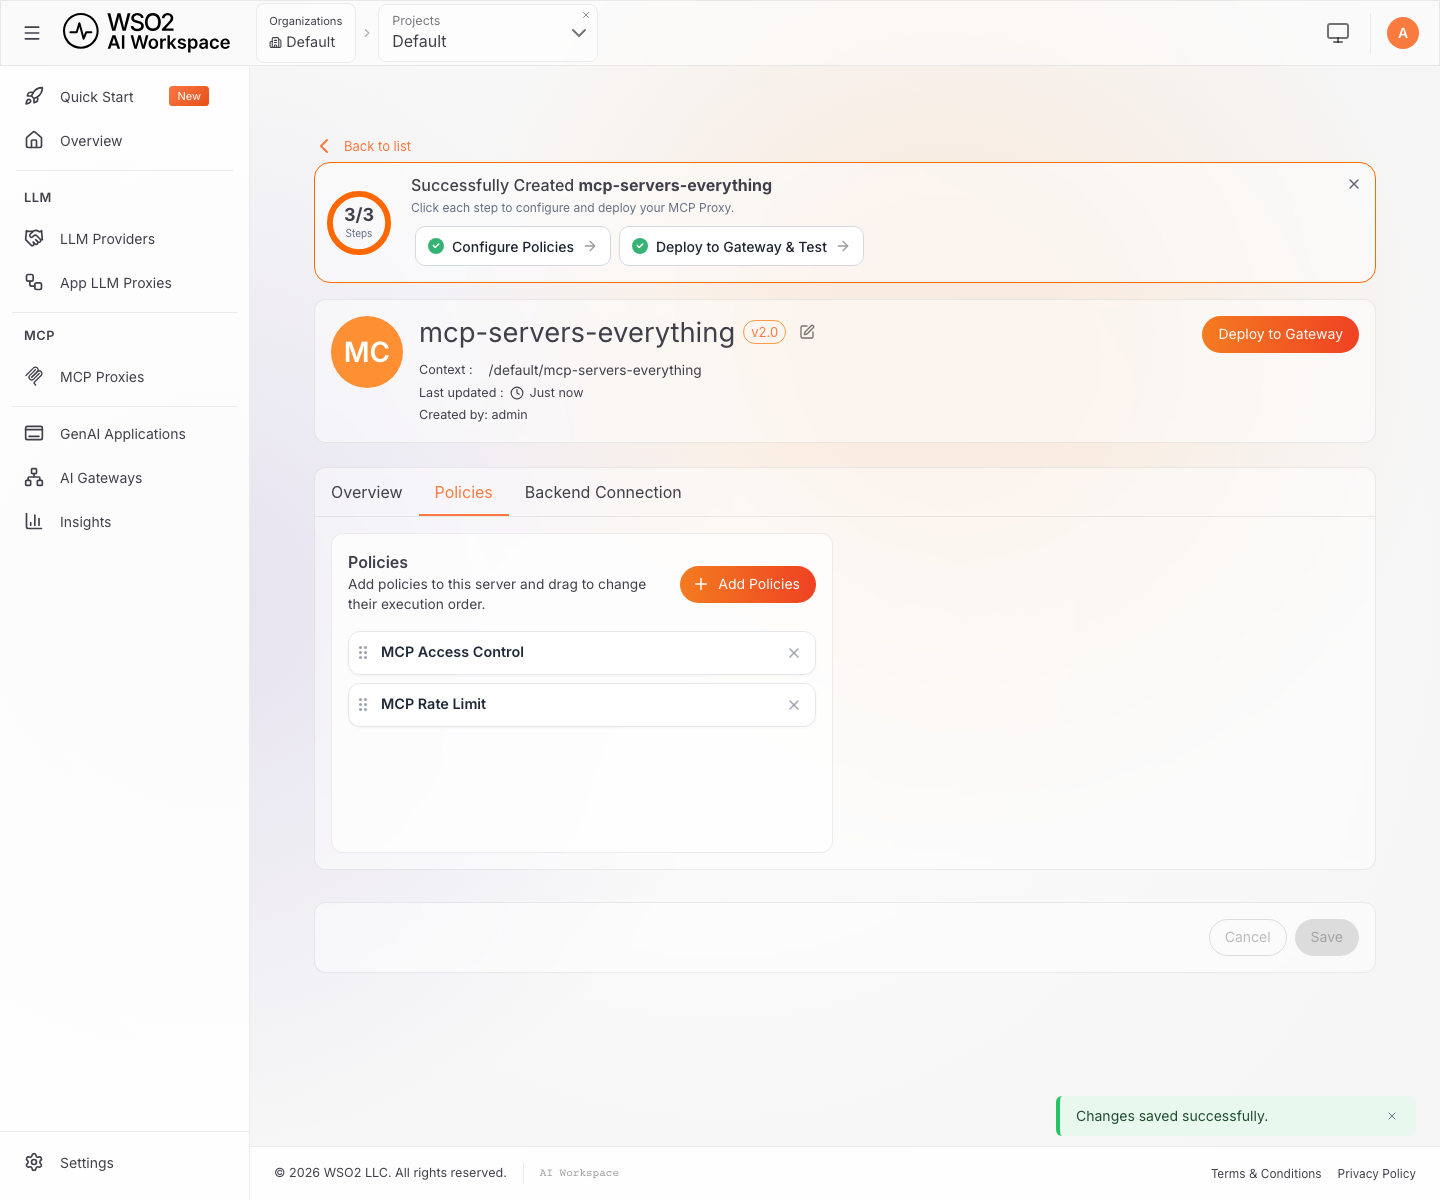 WSO2
AI Workspace
Organizations
Default
Projects
Default
A
Quick Start
New
Overview
LLM
LLM Providers
App LLM Proxies
MCP
MCP Proxies
GenAI Applications
AI Gateways
Insights
Settings
Back to list
3/3
Steps
Successfully Created mcp-servers-everything
Click each step to configure and deploy your MCP Proxy.
Configure Policies
Deploy to Gateway & Test
MC
mcp-servers-everything
v2.0
Deploy to Gateway
Context : /default/mcp-servers-everything
Last updated : Just now
Created by: admin
Overview
Policies
Backend Connection
Policies
Add policies to this server and drag to change
their execution order.
Add Policies
MCP Access Control
MCP Rate Limit
Cancel
Save
Changes saved successfully.
© 2026 WSO2 LLC. All rights reserved.
AI Workspace
Terms & Conditions
Privacy Policy